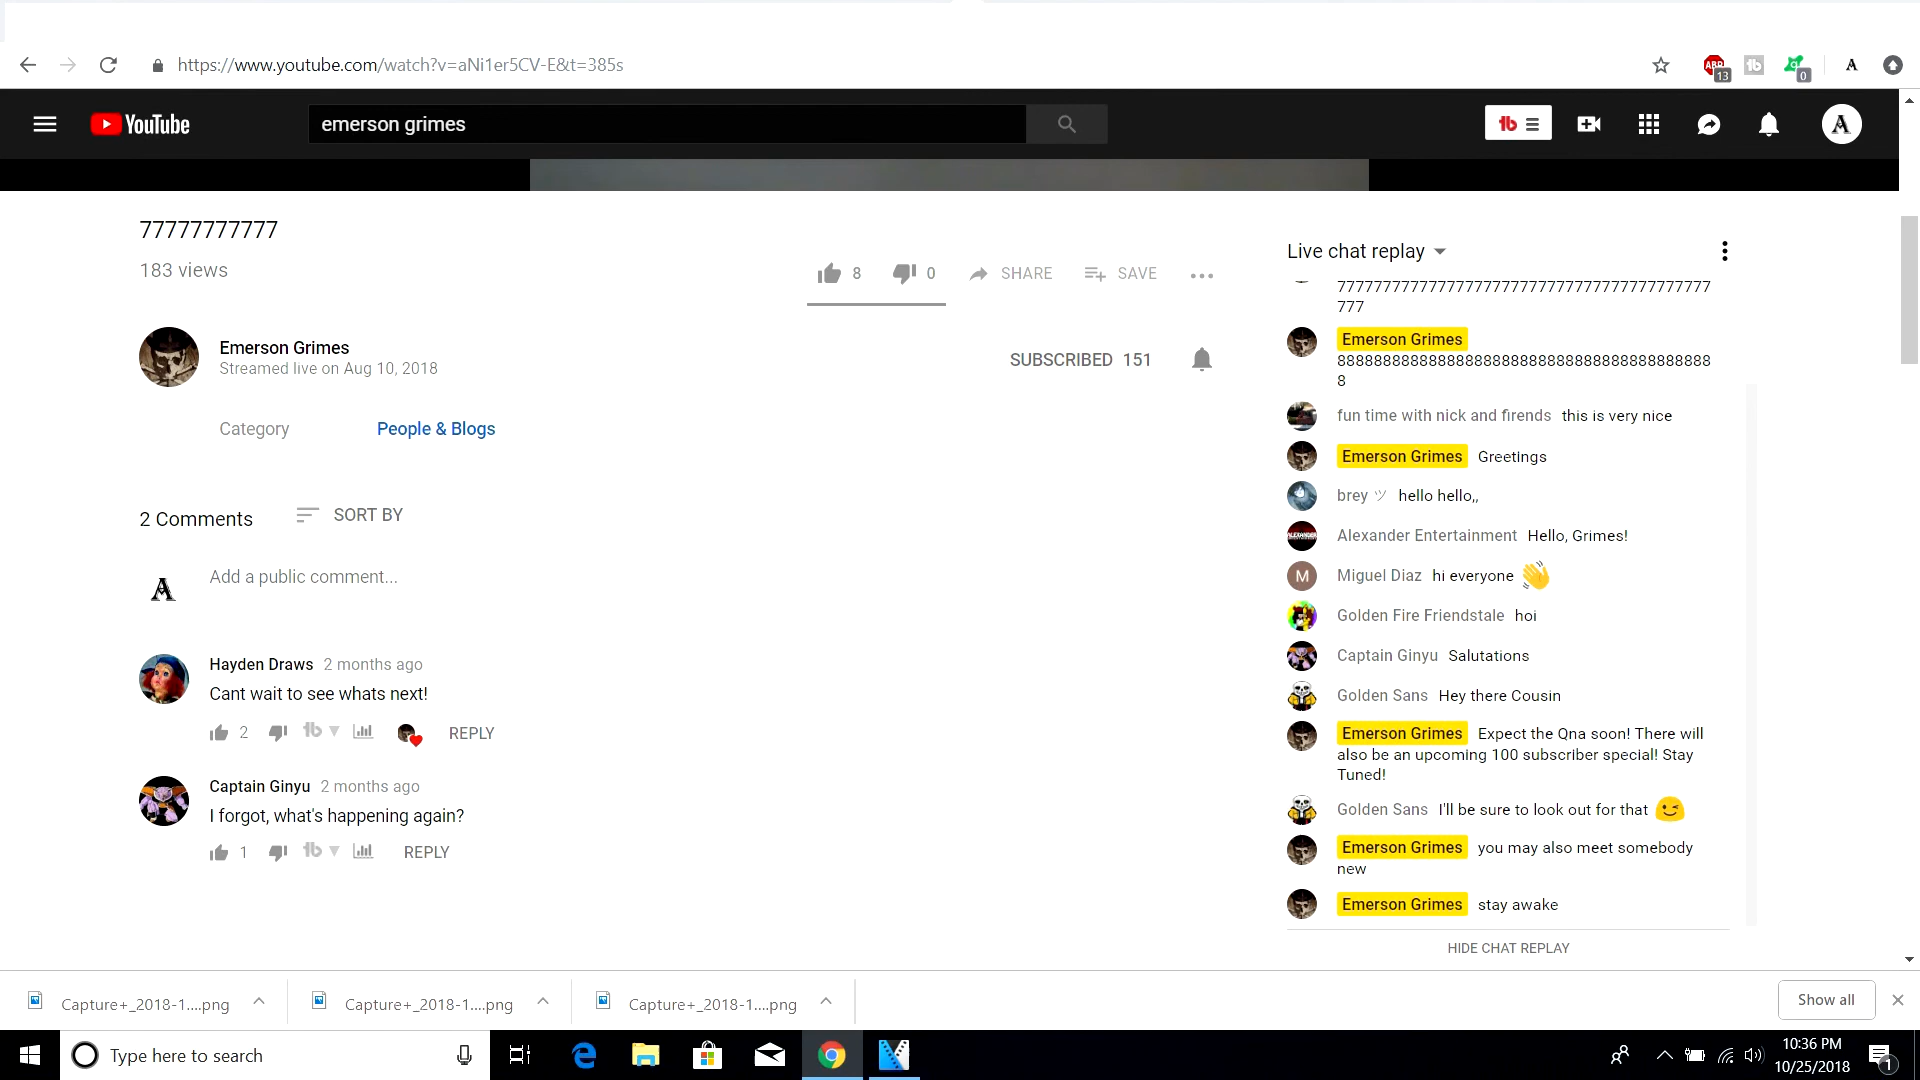 https://www.youtube.com/watch?v=aNi1er5CV-E&t=385s
ABP 13
tb
0
A
YouTube
emerson grimes
tb
A
77777777777
183 views
8
0
SHARE
SAVE
Emerson Grimes
Streamed live on Aug 10, 2018
SUBSCRIBED 151
Category
People & Blogs
2 Comments
SORT BY
A
Add a public comment...
Hayden Draws 2 months ago
Cant wait to see whats next!
2
tb
REPLY
Captain Ginyu 2 months ago
I forgot, what's happening again?
1
tb
REPLY
Live chat replay
777
Emerson Grimes
8
fun time with nick and firends this is very nice
Emerson Grimes Greetings
brey ツ hello hello,,
ALEXANDER
Alexander Entertainment Hello, Grimes!
M
Miguel Diaz hi everyone
Golden Fire Friendstale hoi
Captain Ginyu Salutations
Golden Sans Hey there Cousin
Emerson Grimes Expect the Qna soon! There will
also be an upcoming 100 subscriber special! Stay
Tuned!
Golden Sans I'll be sure to look out for that
Emerson Grimes you may also meet somebody
new
Emerson Grimes stay awake
HIDE CHAT REPLAY
Capture+_2018-1....png
Capture+_2018-1....png
Capture+_2018-1....png
Show all
Type here to search
10:36 PM
10/25/2018
1